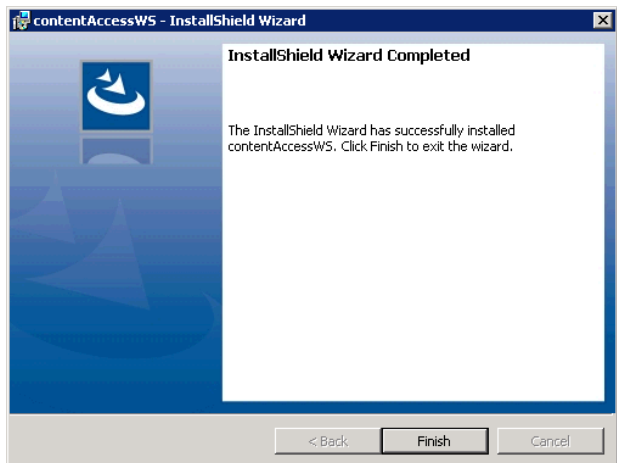 contentAccessWS - InstallShield Wizard
InstallShield Wizard Completed
The InstallShield Wizard has successfully installed
contentAccessWS. Click Finish to exit the wizard.
< Back Finish Cancel